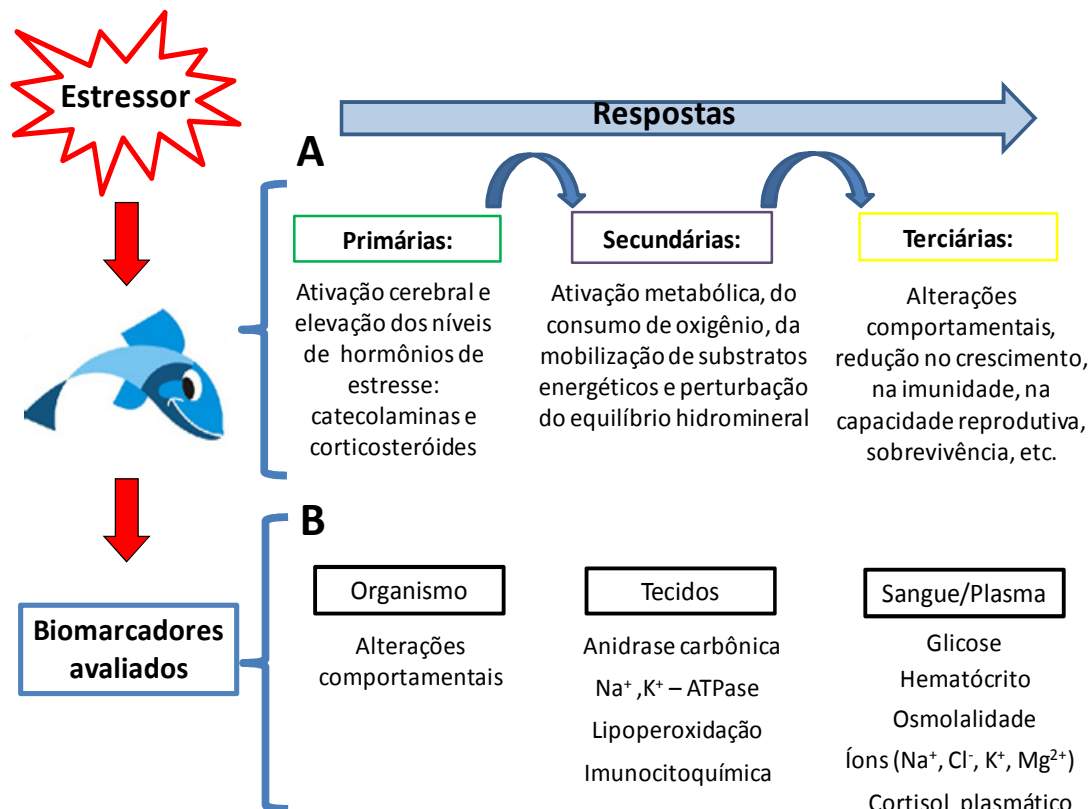 Estressor
Respostas
A
Primárias:
Ativação cerebral e
elevação dos níveis
de hormônios de
estresse:
catecolaminas e
corticosteróides
Secundárias:
Ativação metabólica, do
consumo de oxigênio, da
mobilização de substratos
energéticos e perturbação
do equilíbrio hidromineral
Terciárias:
Alterações
comportamentais,
redução no crescimento,
na imunidade, na
capacidade reprodutiva,
sobrevivência, etc.
B
Biomarcadores
avaliados
Organismo
Alterações
comportamentais
Tecidos
Anidrase carbônica
Na⁺ ,K⁺ – ATPase
Lipoperoxidação
Imunocitoquímica
Sangue/Plasma
Glicose
Hematócrito
Osmolalidade
Íons (Na⁺, Cl⁻, K⁺, Mg²⁺)
Cortisol plasmático